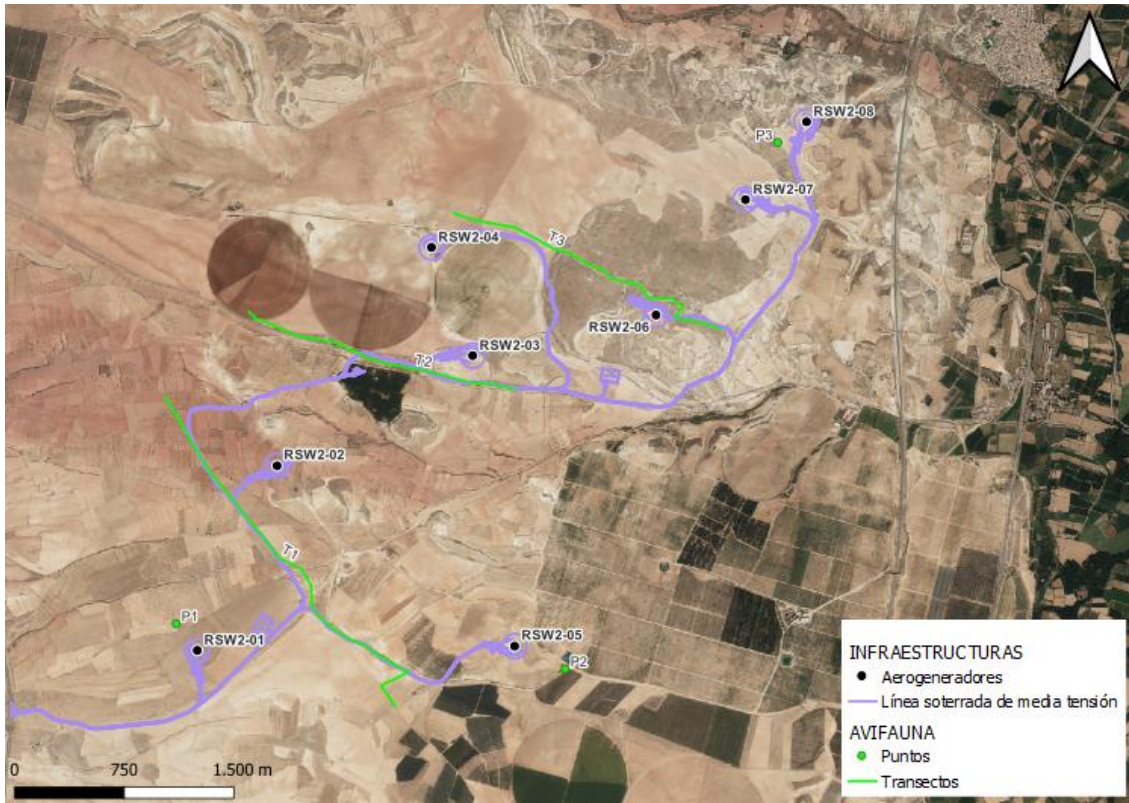 RSW2-08
P3
RSW2-07
RSW2-04
T3
RSW2-06
RSW2-03
T2
RSW2-02
T1
P1
RSW2-01
RSW2-05
P2
INFRAESTRUCTURAS
Aerogeneradores
Línea soterrada de media tensión
AVIFAUNA
Puntos
Transectos
0 750 1.500 m